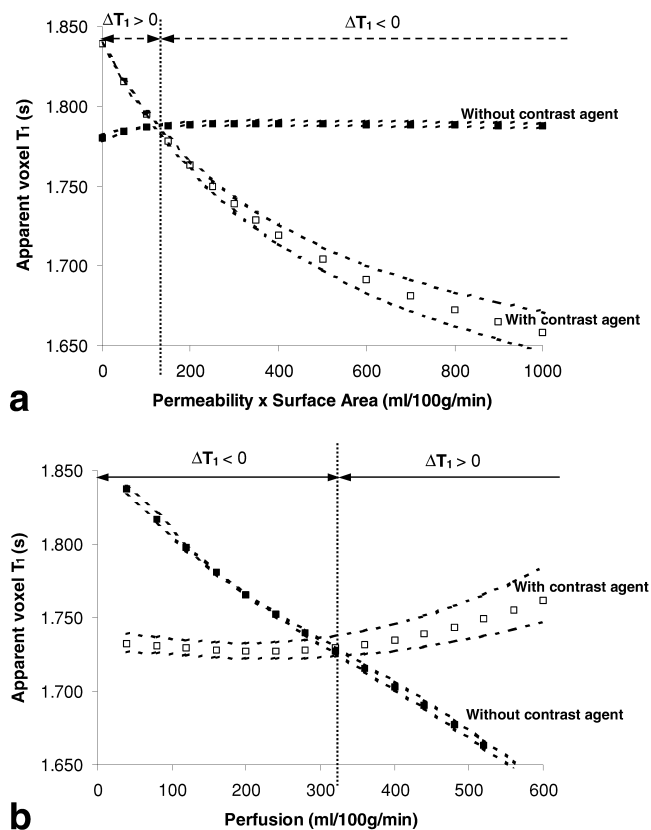 ΔT1 > 0
ΔT1 < 0
1.850
1.800
1.750
1.700
1.650
Apparent voxel T1 (s)
Without contrast agent
With contrast agent
0 200 400 600 800 1000
Permeability x Surface Area (ml/100g/min)
a
ΔT1 < 0
ΔT1 > 0
1.850
1.800
1.750
1.700
1.650
Apparent voxel T1 (s)
With contrast agent
Without contrast agent
0 100 200 300 400 500 600
Perfusion (ml/100g/min)
b